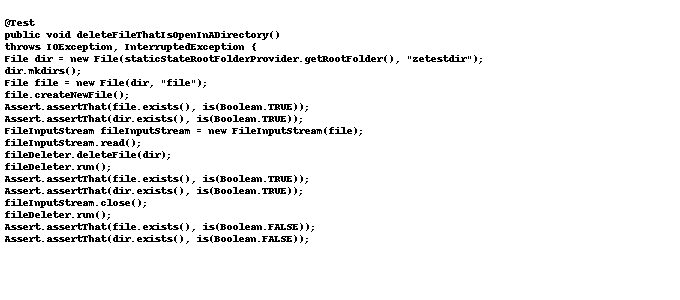 @Test
public void deleteFileThatIsOpenInADirectory()
throws IOException, InterruptedException {
File dir = new File(staticStateRootFolderProvider.getRootFolder(), "zetestdir");
dir.mkdirs();
File file = new File(dir, "file");
file.createNewFile();
Assert.assertThat(file.exists(), is(Boolean.TRUE));
Assert.assertThat(dir.exists(), is(Boolean.TRUE));
FileInputStream fileInputStream = new FileInputStream(file);
fileInputStream.read();
fileDeleter.deleteFile(dir);
fileDeleter.run();
Assert.assertThat(file.exists(), is(Boolean.TRUE));
Assert.assertThat(dir.exists(), is(Boolean.TRUE));
fileInputStream.close();
fileDeleter.run();
Assert.assertThat(file.exists(), is(Boolean.FALSE));
Assert.assertThat(dir.exists(), is(Boolean.FALSE));